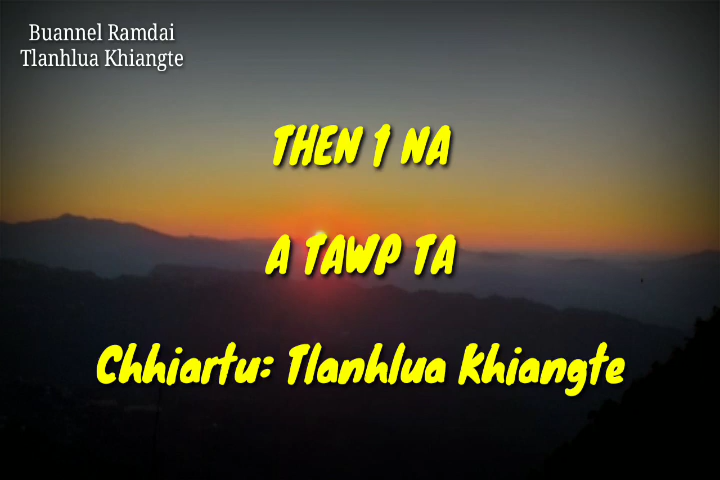 Buannel Ramdai
Tlanhlua Khiangte
THEN 1 NA
A TAWP TA
Chhiartu: Tlanhlua Khiangte